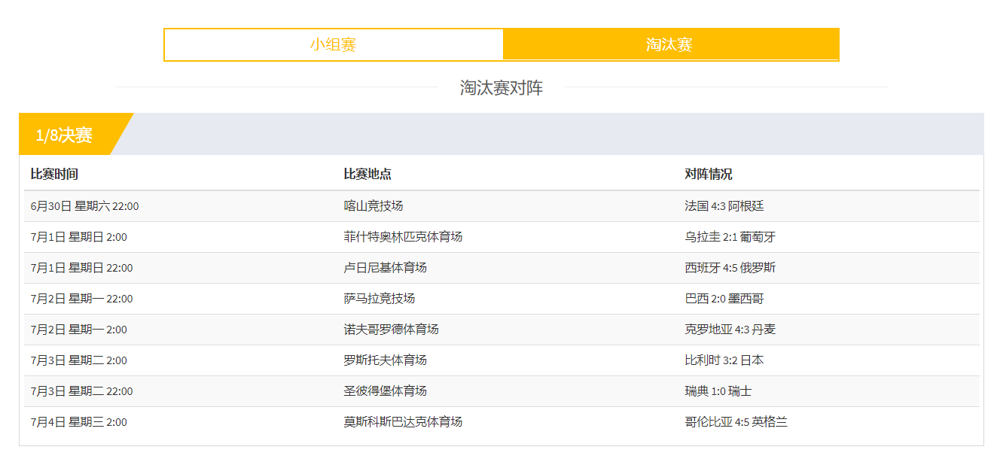 小组赛 淘汰赛
淘汰赛对阵
1/8决赛
比赛时间 比赛地点 对阵情况
6月30日 星期六 22:00 喀山竞技场 法国 4:3 阿根廷
7月1日 星期日 2:00 菲什特奥林匹克体育场 乌拉圭 2:1 葡萄牙
7月1日 星期日 22:00 卢日尼基体育场 西班牙 4:5 俄罗斯
7月2日 星期一 22:00 萨马拉竞技场 巴西 2:0 墨西哥
7月2日 星期一 2:00 诺夫哥罗德体育场 克罗地亚 4:3 丹麦
7月3日 星期二 2:00 罗斯托夫体育场 比利时 3:2 日本
7月3日 星期二 22:00 圣彼得堡体育场 瑞典 1:0 瑞士
7月4日 星期三 2:00 莫斯科斯巴达克体育场 哥伦比亚 4:5 英格兰